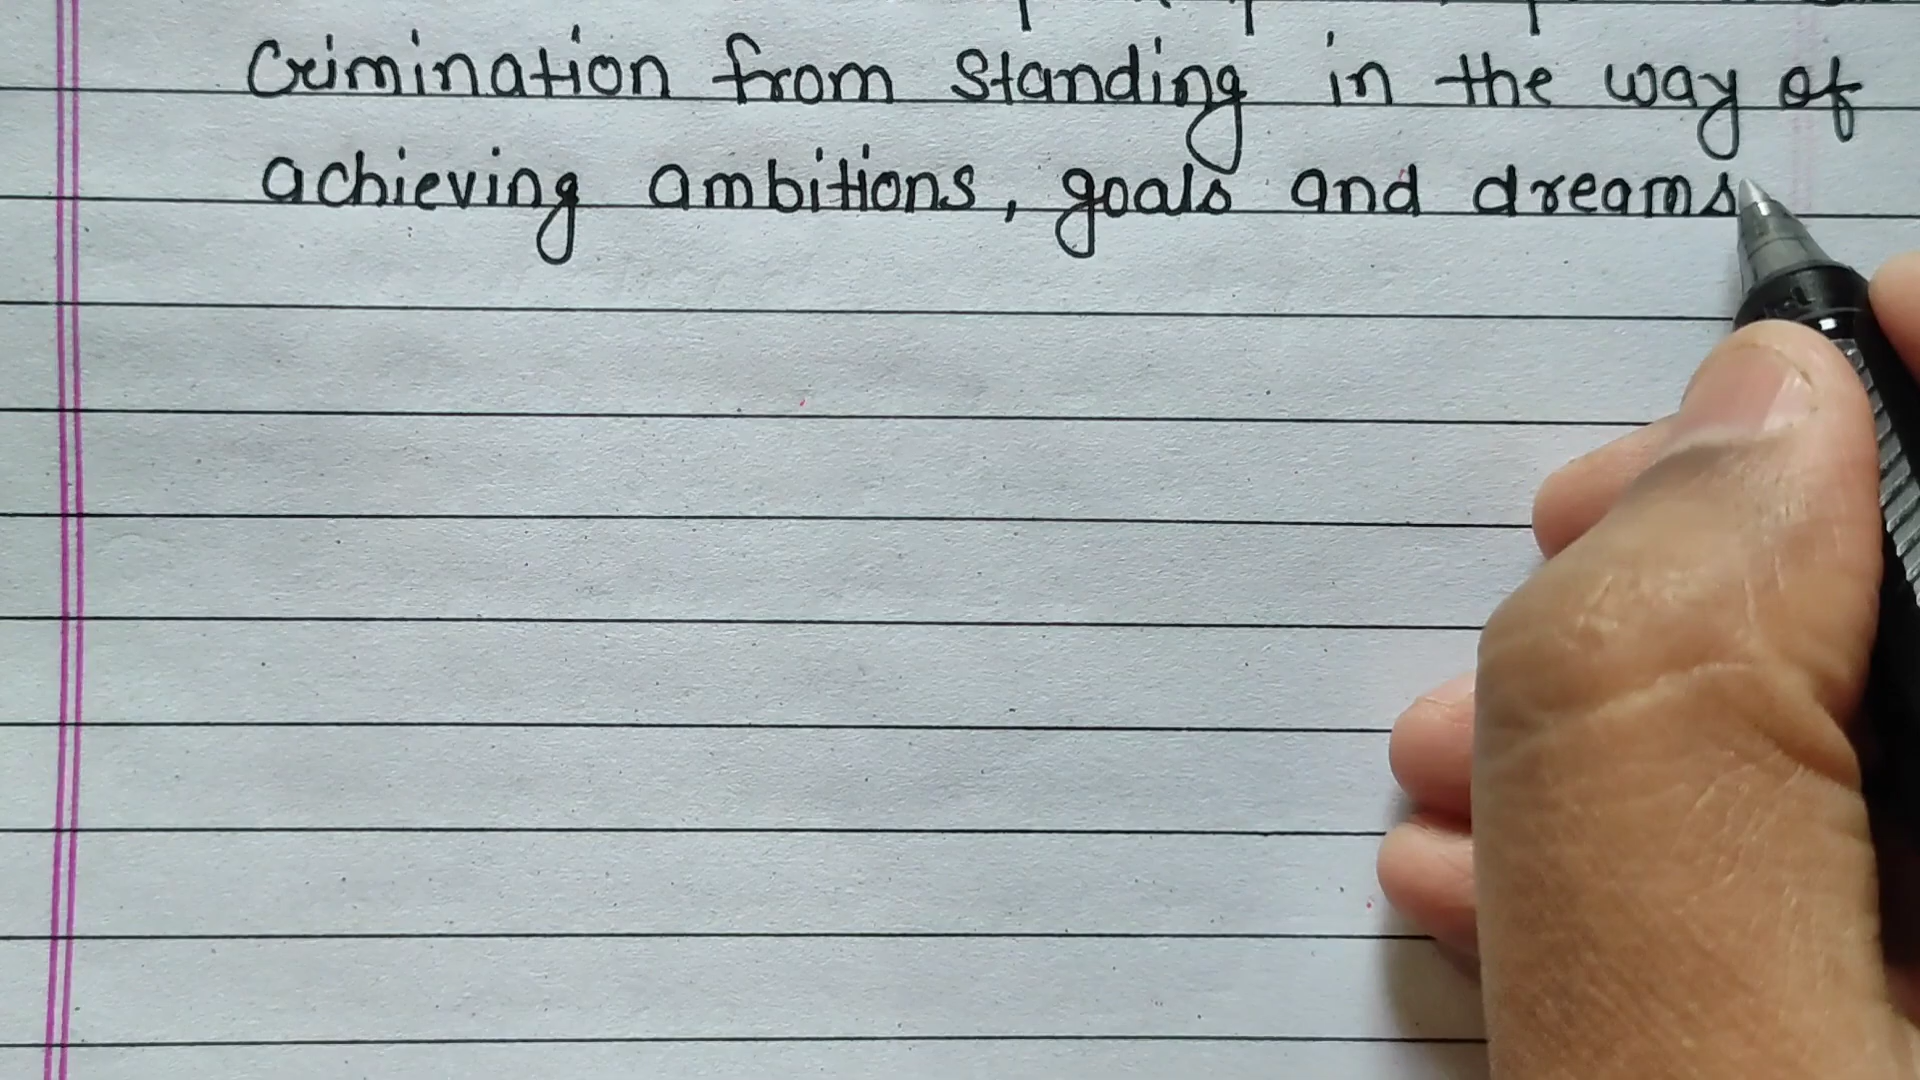 crimination from standing in the way of
achieving ambitions, goals and dreams